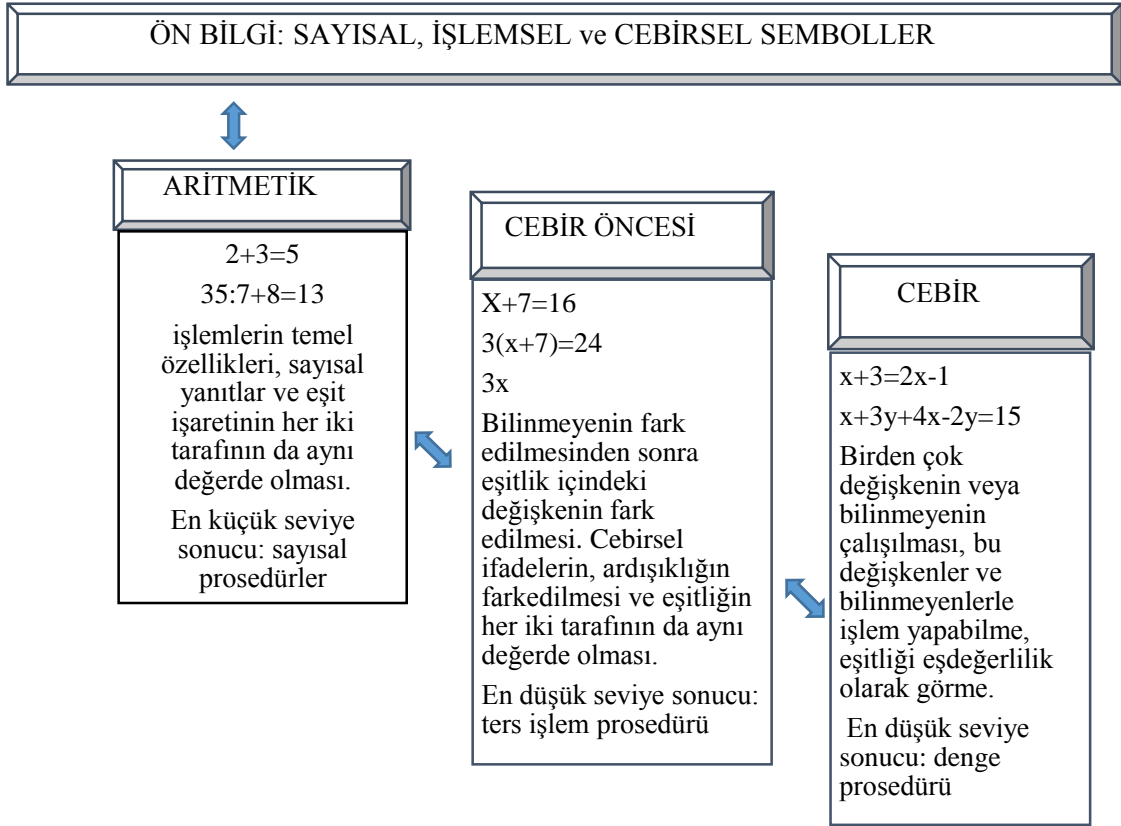 ÖN BİLGİ: SAYISAL, İŞLEMSEL ve CEBİRSEL SEMBOLLER
ARİTMETİK
2+3=5
35:7+8=13
işlemlerin temel
özellikleri, sayısal
yanıtlar ve eşit
işaretinin her iki
tarafının da aynı
değerde olması.
En küçük seviye
sonucu: sayısal
prosedürler
CEBİR ÖNCESİ
X+7=16
3(x+7)=24
3x
Bilinmeyenin fark
edilmesinden sonra
eşitlik içindeki
değişkenin fark
edilmesi. Cebirsel
ifadelerin, ardışıklığın
farkedilmesi ve eşitliğin
her iki tarafının da aynı
değerde olması.
En düşük seviye sonucu:
ters işlem prosedürü
CEBİR
x+3=2x-1
x+3y+4x-2y=15
Birden çok
değişkenin veya
bilinmeyenin
çalışılması, bu
değişkenler ve
bilinmeyenlerle
işlem yapabilme,
eşitliği eşdeğerlilik
olarak görme.
En düşük seviye
sonucu: denge
prosedürü